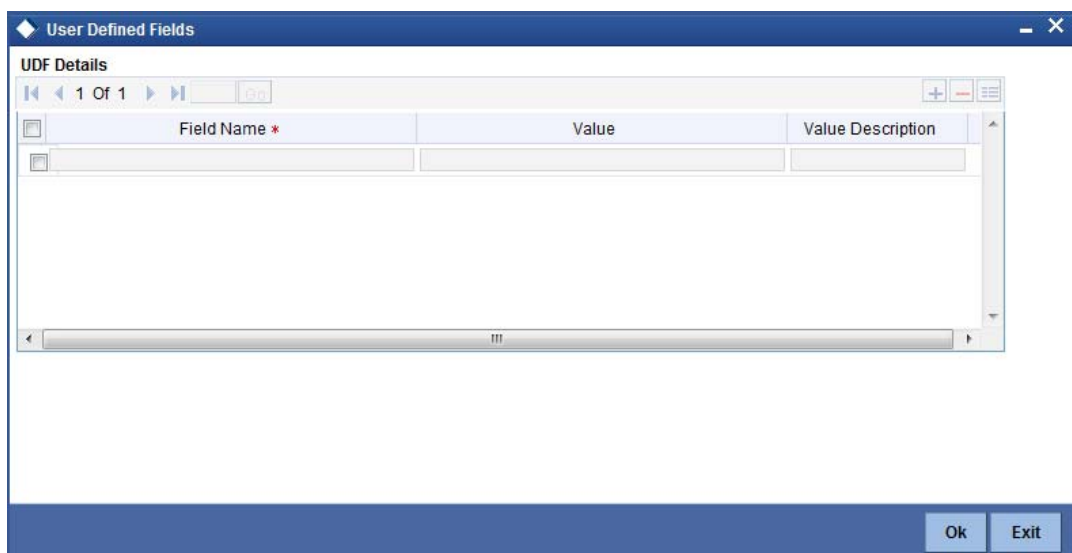 User Defined Fields
UDF Details
1 Of 1 Go
Field Name * Value Value Description
Ok Exit